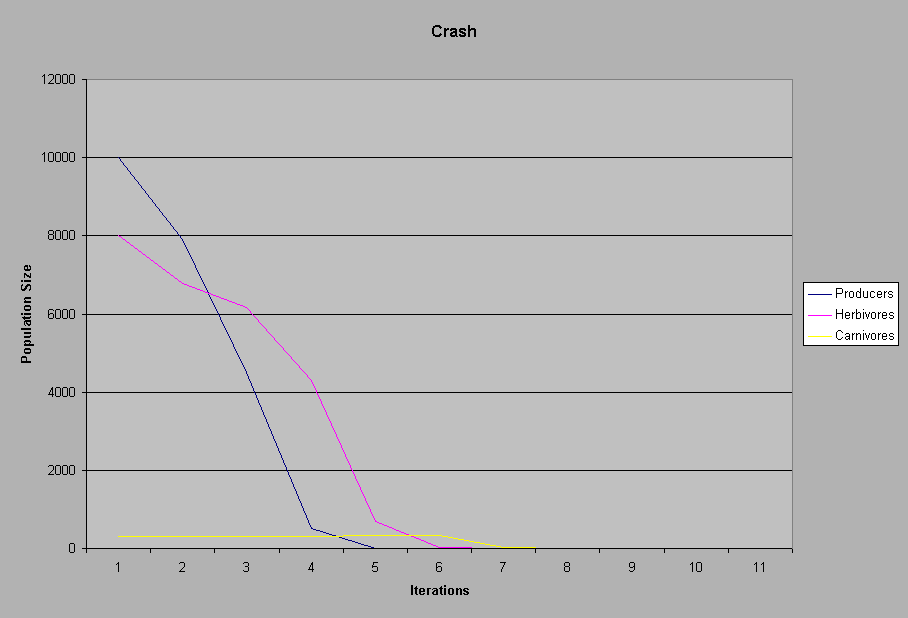 Crash
12000
10000
8000
6000
4000
2000
0
Population Size
1 2 3 4 5 6 7 8 9 10 11
Iterations
Producers
Herbivores
Carnivores